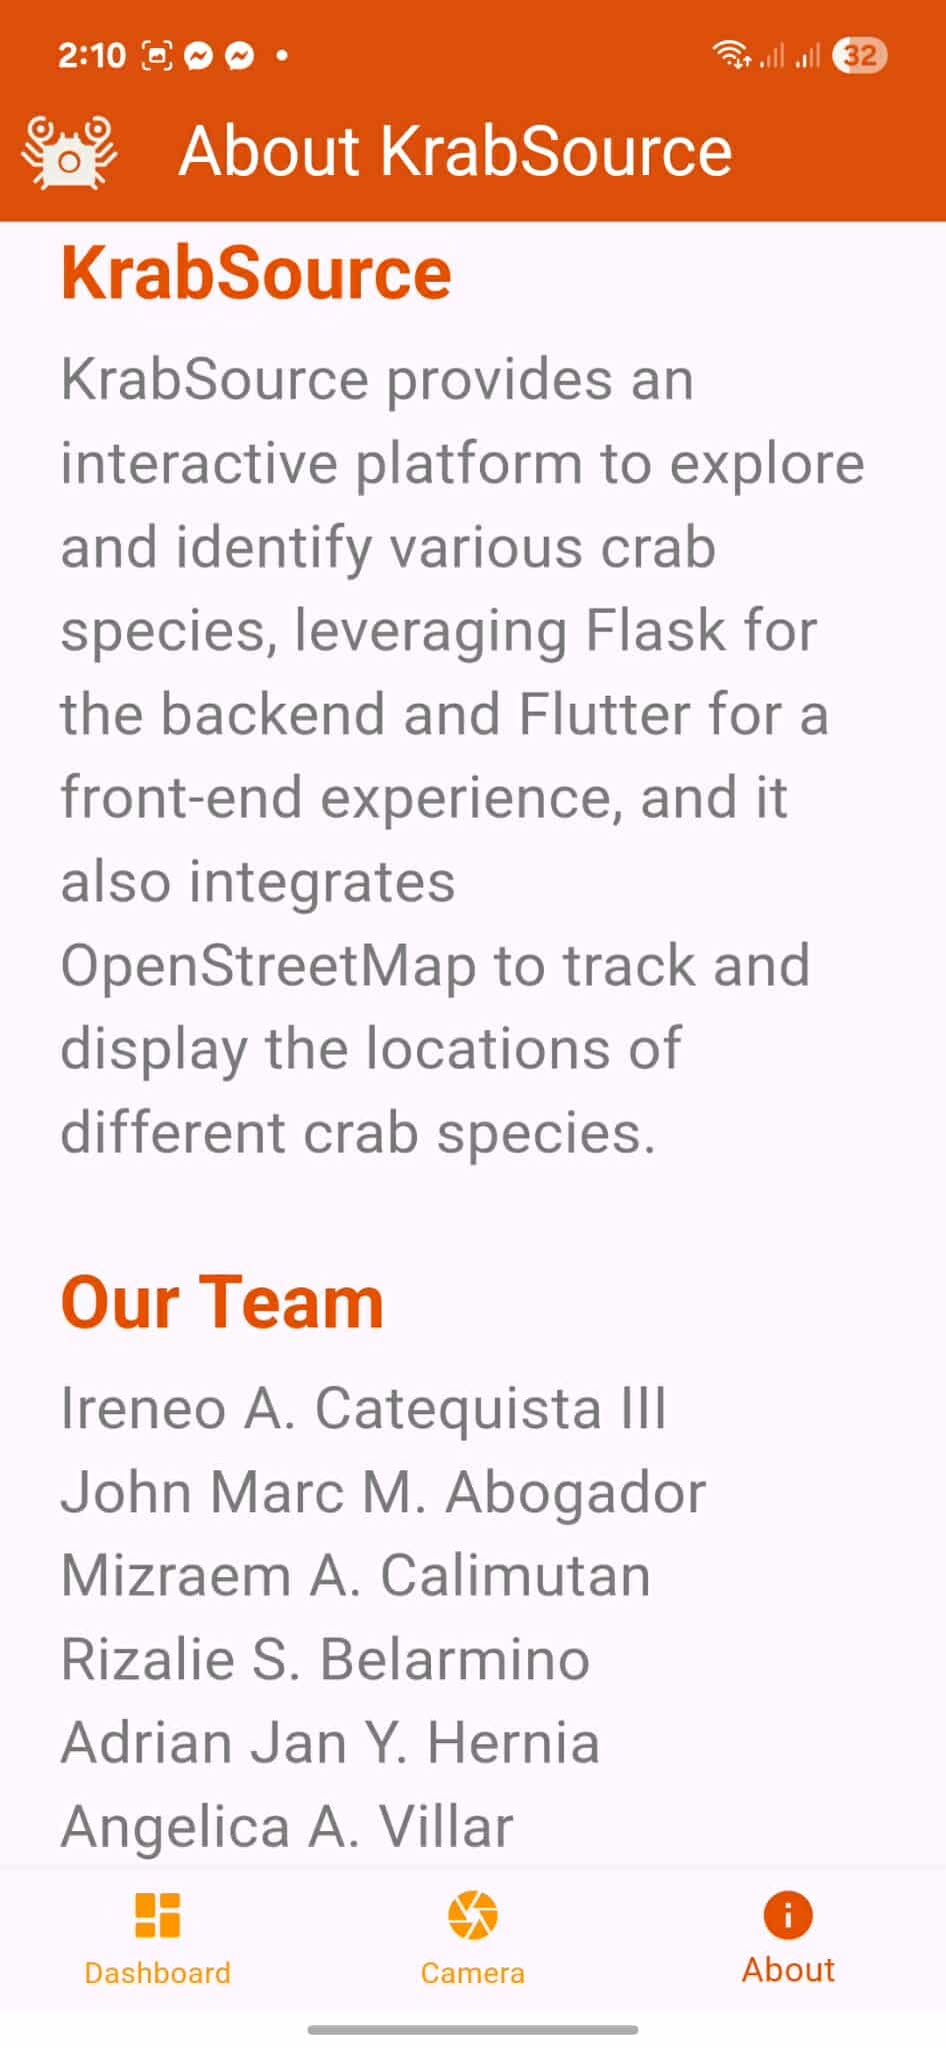 2:10
32
About KrabSource
KrabSource
KrabSource provides an
interactive platform to explore
and identify various crab
species, leveraging Flask for
the backend and Flutter for a
front-end experience, and it
also integrates
OpenStreetMap to track and
display the locations of
different crab species.
Our Team
Ireneo A. Catequista III
John Marc M. Abogador
Mizraem A. Calimutan
Rizalie S. Belarmino
Adrian Jan Y. Hernia
Angelica A. Villar
Dashboard
Camera
About